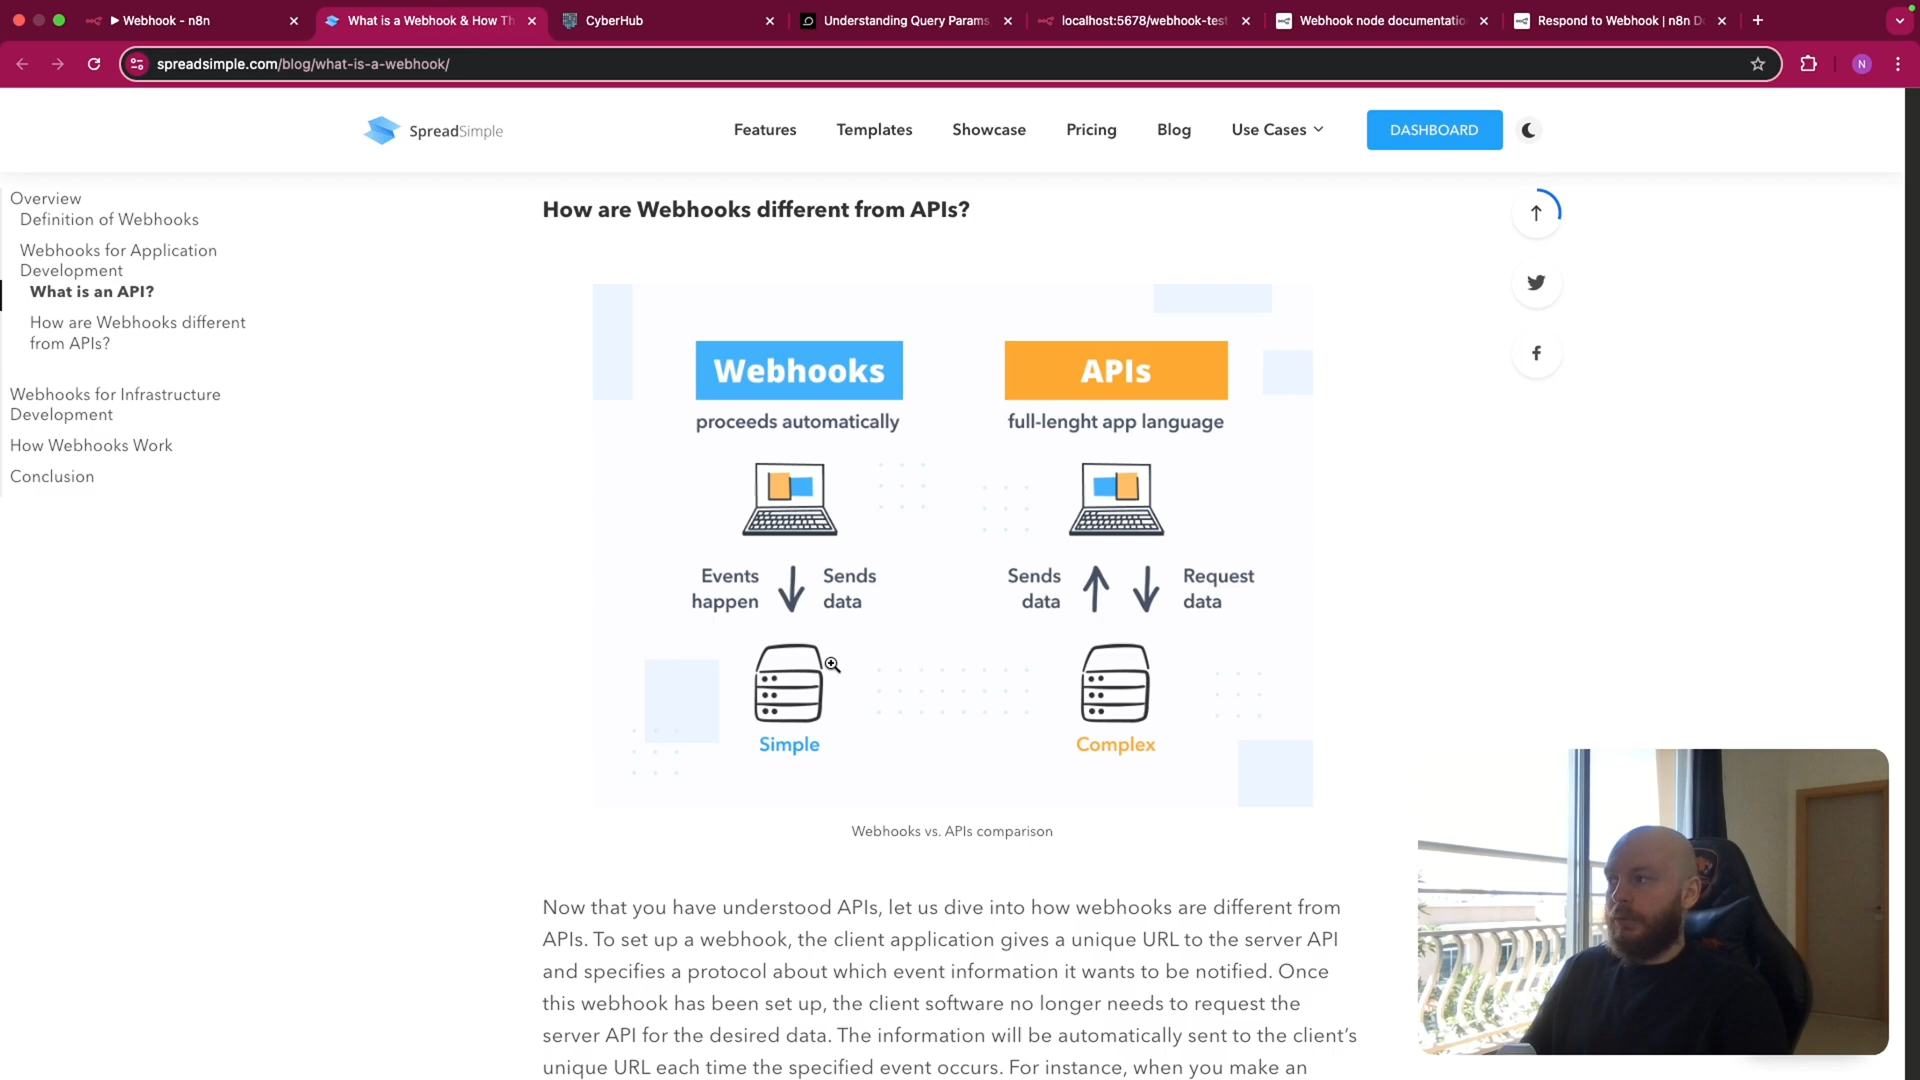 Webhook - n8n
What is a Webhook & How Th
CyberHub
Understanding Query Params
localhost:5678/webhook-test
Webhook node documentatio
Respond to Webhook | n8n D
spreadsimple.com/blog/what-is-a-webhook/
N
SpreadSimple
Features
Templates
Showcase
Pricing
Blog
Use Cases
DASHBOARD
Overview
Definition of Webhooks
Webhooks for Application
Development
What is an API?
How are Webhooks different
from APIs?
Webhooks for Infrastructure
Development
How Webhooks Work
Conclusion
How are Webhooks different from APIs?
Webhooks
APIs
proceeds automatically
full-lenght app language
Events
happen
Sends
data
Sends
data
Request
data
Simple
Complex
Webhooks vs. APIs comparison
Now that you have understood APIs, let us dive into how webhooks are different from
APIs. To set up a webhook, the client application gives a unique URL to the server API
and specifies a protocol about which event information it wants to be notified. Once
this webhook has been set up, the client software no longer needs to request the
server API for the desired data. The information will be automatically sent to the client’s
unique URL each time the specified event occurs. For instance, when you make an